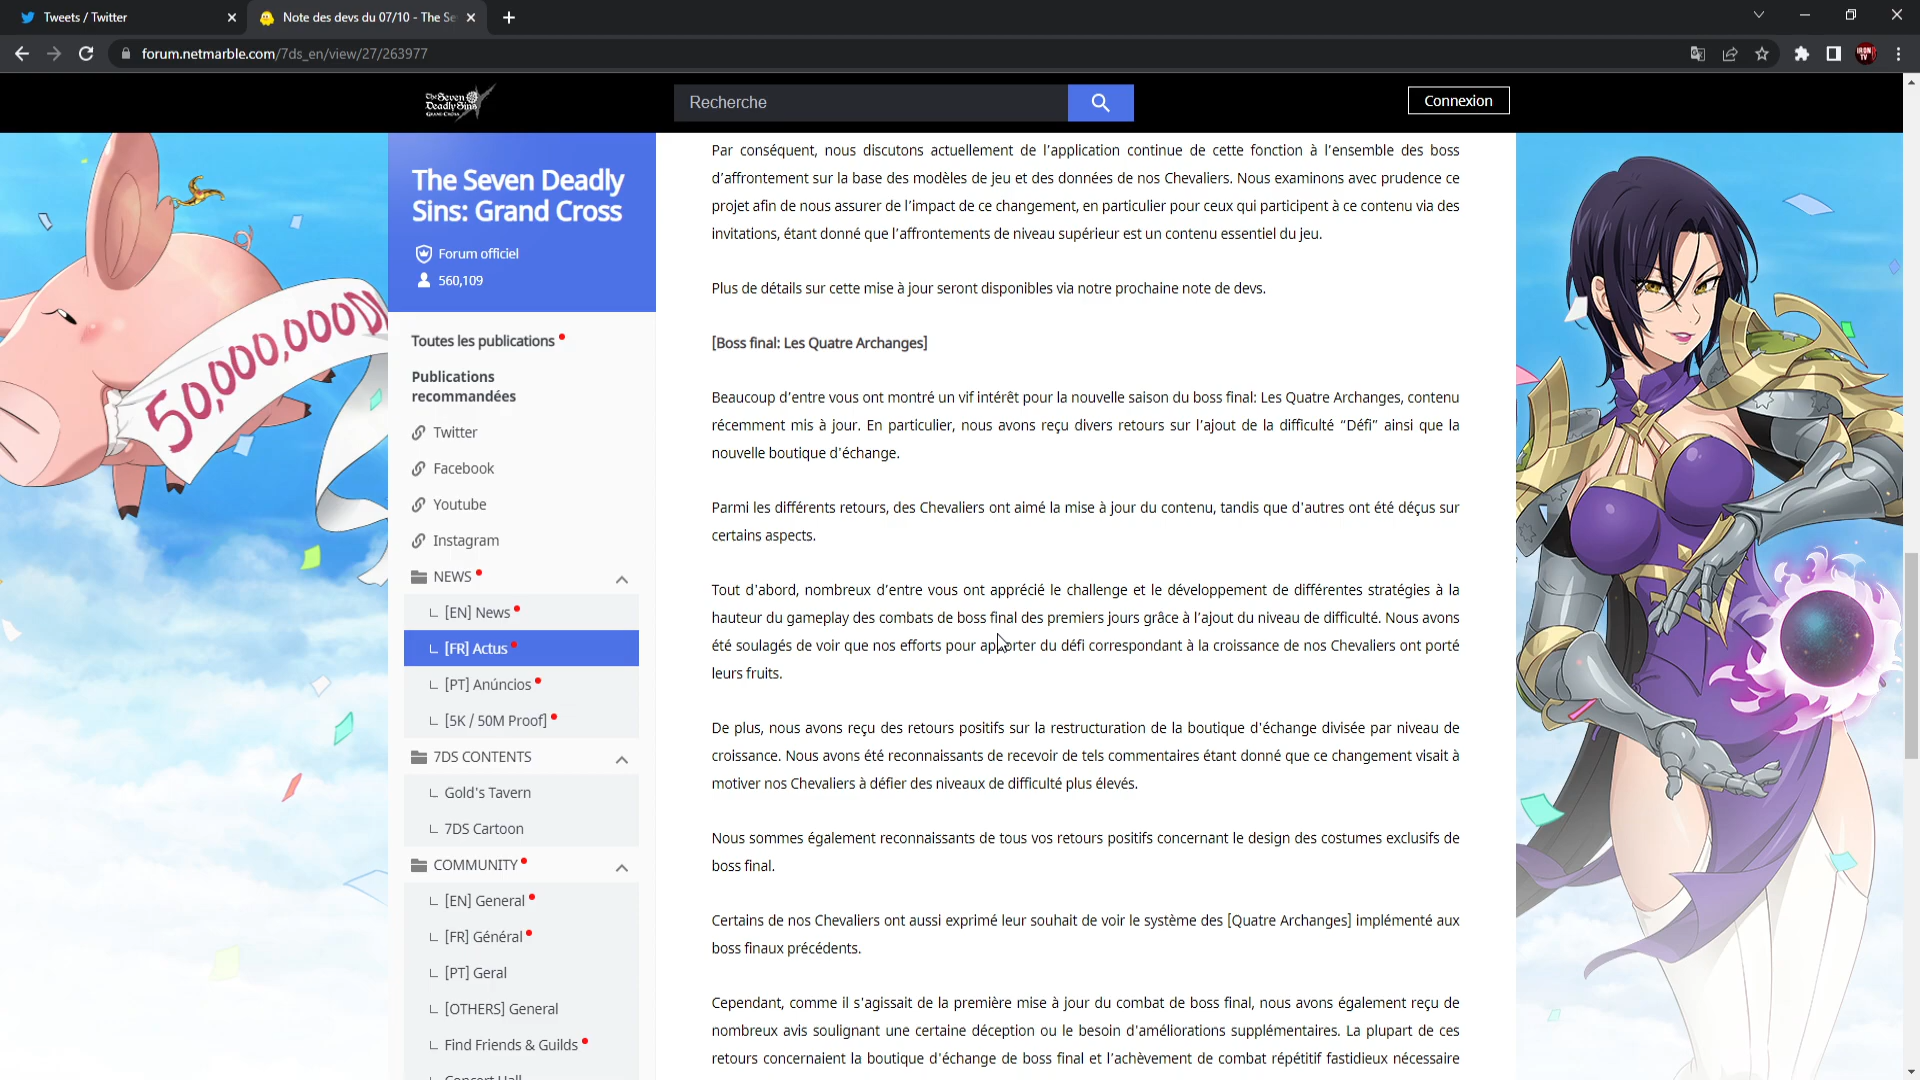 Tweets / Twitter
Note des devs du 07/10 - The Se
forum.netmarble.com/7ds_en/view/27/263977
IRON TV
The Seven
Deadly Sins
GRAND CROSS
Recherche
Connexion
50,000,000DL
The Seven Deadly
Sins: Grand Cross
Forum officiel
560,109
Toutes les publications
Publications
recommandées
Twitter
Facebook
Youtube
Instagram
NEWS
[EN] News
[FR] Actus
[PT] Anúncios
[5K / 50M Proof]
7DS CONTENTS
Gold's Tavern
7DS Cartoon
COMMUNITY
[EN] General
[FR] Général
[PT] Geral
[OTHERS] General
Find Friends & Guilds
Concert Hall
Par conséquent, nous discutons actuellement de l'application continue de cette fonction à l'ensemble des boss
d'affrontement sur la base des modèles de jeu et des données de nos Chevaliers. Nous examinons avec prudence ce
projet afin de nous assurer de l'impact de ce changement, en particulier pour ceux qui participent à ce contenu via des
invitations, étant donné que l'affrontements de niveau supérieur est un contenu essentiel du jeu.
Plus de détails sur cette mise à jour seront disponibles via notre prochaine note de devs.
[Boss final: Les Quatre Archanges]
Beaucoup d'entre vous ont montré un vif intérêt pour la nouvelle saison du boss final: Les Quatre Archanges, contenu
récemment mis à jour. En particulier, nous avons reçu divers retours sur l'ajout de la difficulté “Défi” ainsi que la
nouvelle boutique d'échange.
Parmi les différents retours, des Chevaliers ont aimé la mise à jour du contenu, tandis que d'autres ont été déçus sur
certains aspects.
Tout d'abord, nombreux d'entre vous ont apprécié le challenge et le développement de différentes stratégies à la
hauteur du gameplay des combats de boss final des premiers jours grâce à l'ajout du niveau de difficulté. Nous avons
été soulagés de voir que nos efforts pour apporter du défi correspondant à la croissance de nos Chevaliers ont porté
leurs fruits.
De plus, nous avons reçu des retours positifs sur la restructuration de la boutique d'échange divisée par niveau de
croissance. Nous avons été reconnaissants de recevoir de tels commentaires étant donné que ce changement visait à
motiver nos Chevaliers à défier des niveaux de difficulté plus élevés.
Nous sommes également reconnaissants de tous vos retours positifs concernant le design des costumes exclusifs de
boss final.
Certains de nos Chevaliers ont aussi exprimé leur souhait de voir le système des [Quatre Archanges] implémenté aux
boss finaux précédents.
Cependant, comme il s'agissait de la première mise à jour du combat de boss final, nous avons également reçu de
nombreux avis soulignant une certaine déception ou le besoin d'améliorations supplémentaires. La plupart de ces
retours concernaient la boutique d'échange de boss final et l'achèvement de combat répétitif fastidieux nécessaire